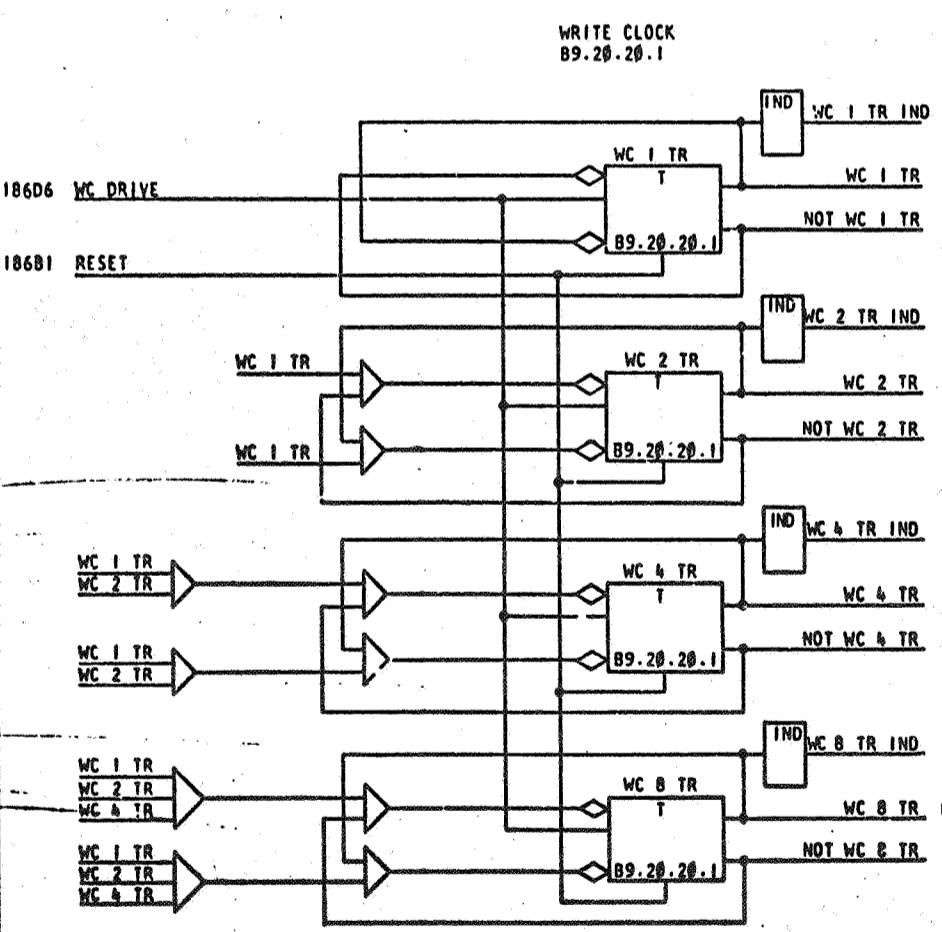 WRITE CLOCK
B9.20.20.1
IND
WC 1 TR IND
WC 1 TR
T
186D6 WC DRIVE
WC 1 TR
NOT WC 1 TR
B9.20.20.1
186B1 RESET
IND
WC 2 TR IND
WC 1 TR
WC 2 TR
T
WC 2 TR
NOT WC 2 TR
WC 1 TR
B9.20.20.1
IND
WC 4 TR IND
WC 1 TR
WC 2 TR
WC 4 TR
T
WC 4 TR
NOT WC 4 TR
WC 1 TR
WC 2 TR
B9.20.20.1
IND
WC 8 TR IND
WC 1 TR
WC 2 TR
WC 4 TR
WC 8 TR
T
WC 8 TR
NOT WC 8 TR
WC 1 TR
WC 2 TR
WC 4 TR
B9.20.20.1